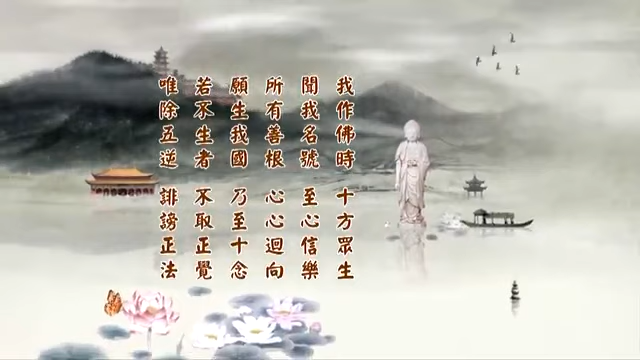 我作佛時 十方眾生
聞我名號 至心信樂
所有善根 心心迴向
願生我國 乃至十念
若不生者 不取正覺
唯除五逆 誹謗正法